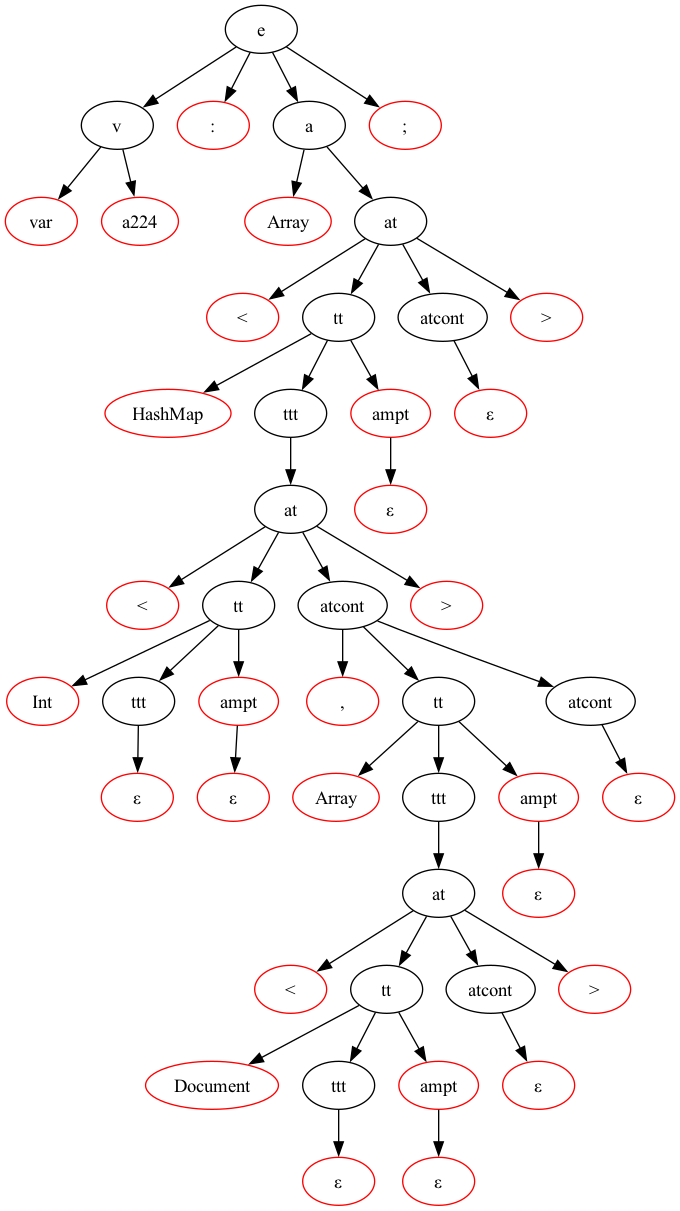 e
v : a ;
var a224 Array at
< tt atcont >
HashMap ttt ampt ε
at ε
< tt atcont >
Int ttt ampt , tt atcont
ε ε Array ttt ampt ε
at ε
< tt atcont >
Document ttt ampt ε
ε ε